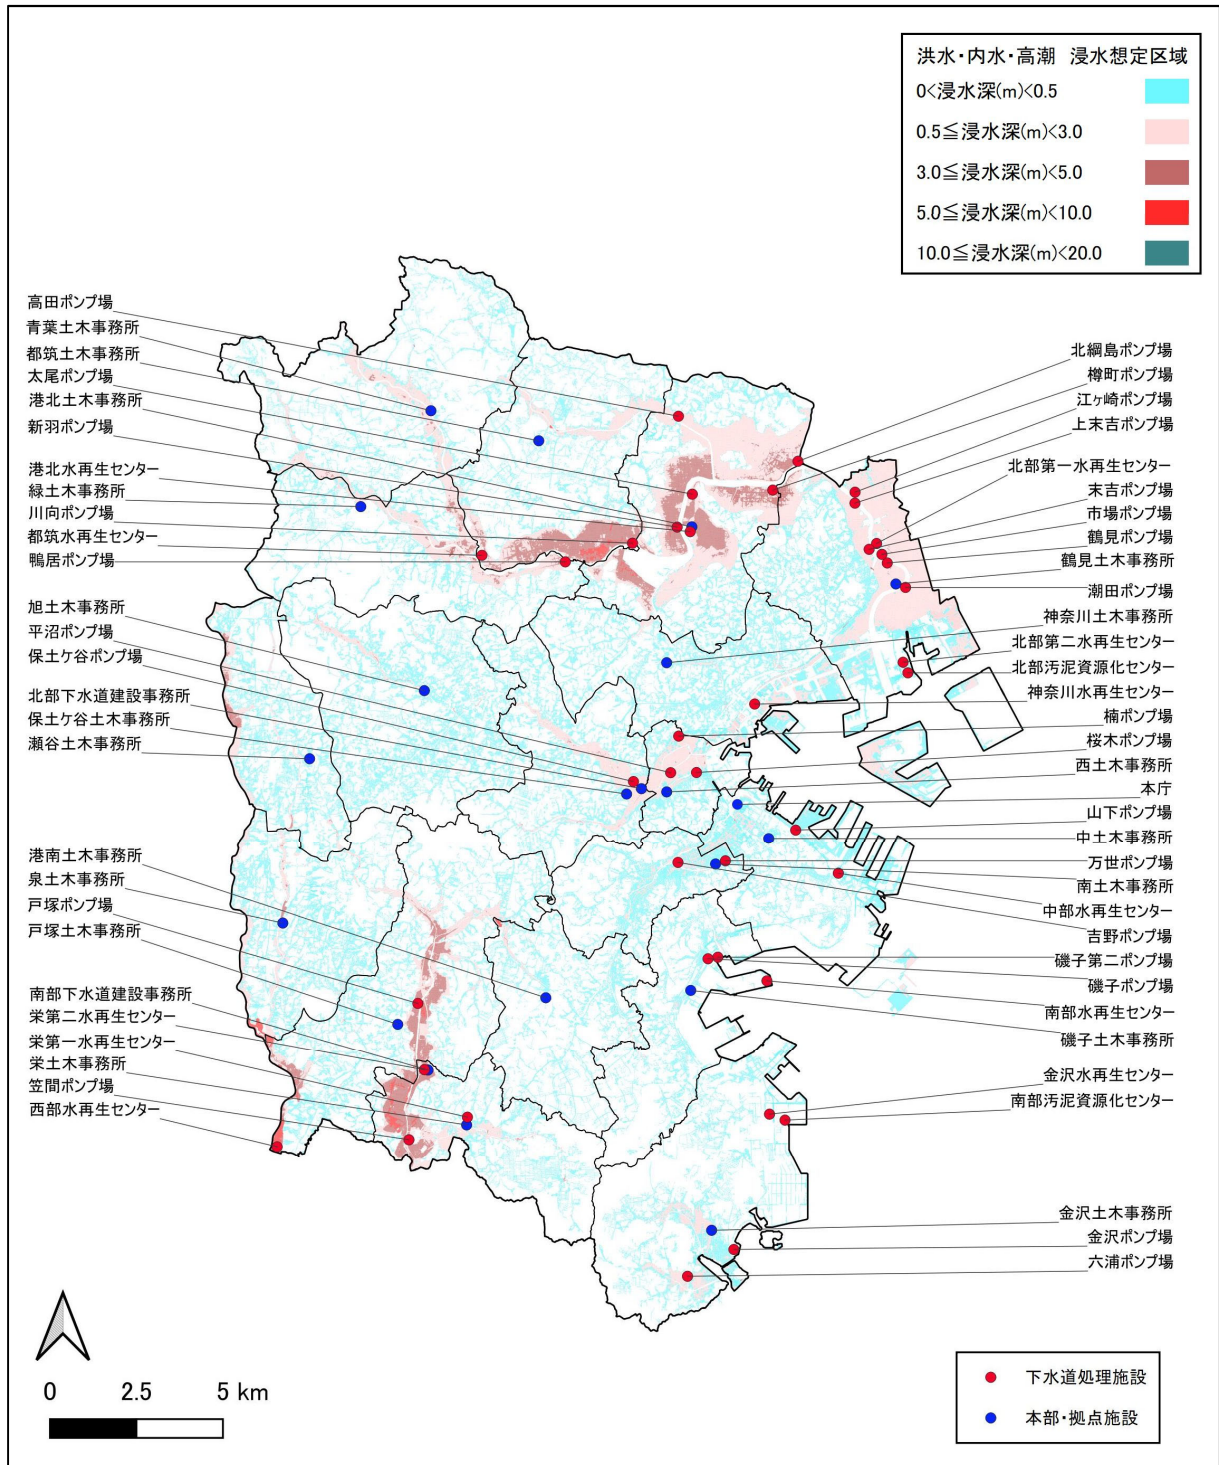 洪水・内水・高潮 浸水想定区域
0<浸水深(m)<0.5
0.5≦浸水深(m)<3.0
3.0≦浸水深(m)<5.0
5.0≦浸水深(m)<10.0
10.0≦浸水深(m)<20.0
高田ポンプ場
青葉土木事務所
都筑土木事務所
太尾ポンプ場
港北土木事務所
新羽ポンプ場
港北水再生センター
緑土木事務所
川向ポンプ場
都筑水再生センター
鴨居ポンプ場
旭土木事務所
平沼ポンプ場
保土ケ谷ポンプ場
北部下水道建設事務所
保土ケ谷土木事務所
瀬谷土木事務所
港南土木事務所
泉土木事務所
戸塚ポンプ場
戸塚土木事務所
南部下水道建設事務所
栄第二水再生センター
栄第一水再生センター
栄土木事務所
笠間ポンプ場
西部水再生センター
北綱島ポンプ場
樽町ポンプ場
江ヶ崎ポンプ場
上末吉ポンプ場
北部第一水再生センター
末吉ポンプ場
市場ポンプ場
鶴見ポンプ場
鶴見土木事務所
潮田ポンプ場
神奈川土木事務所
北部第二水再生センター
北部汚泥資源化センター
神奈川水再生センター
楠ポンプ場
桜木ポンプ場
西土木事務所
本庁
山下ポンプ場
中土木事務所
万世ポンプ場
南土木事務所
中部水再生センター
吉野ポンプ場
磯子第二ポンプ場
磯子ポンプ場
南部水再生センター
磯子土木事務所
金沢水再生センター
南部汚泥資源化センター
金沢土木事務所
金沢ポンプ場
六浦ポンプ場
0 2.5 5 km
下水道処理施設
本部・拠点施設